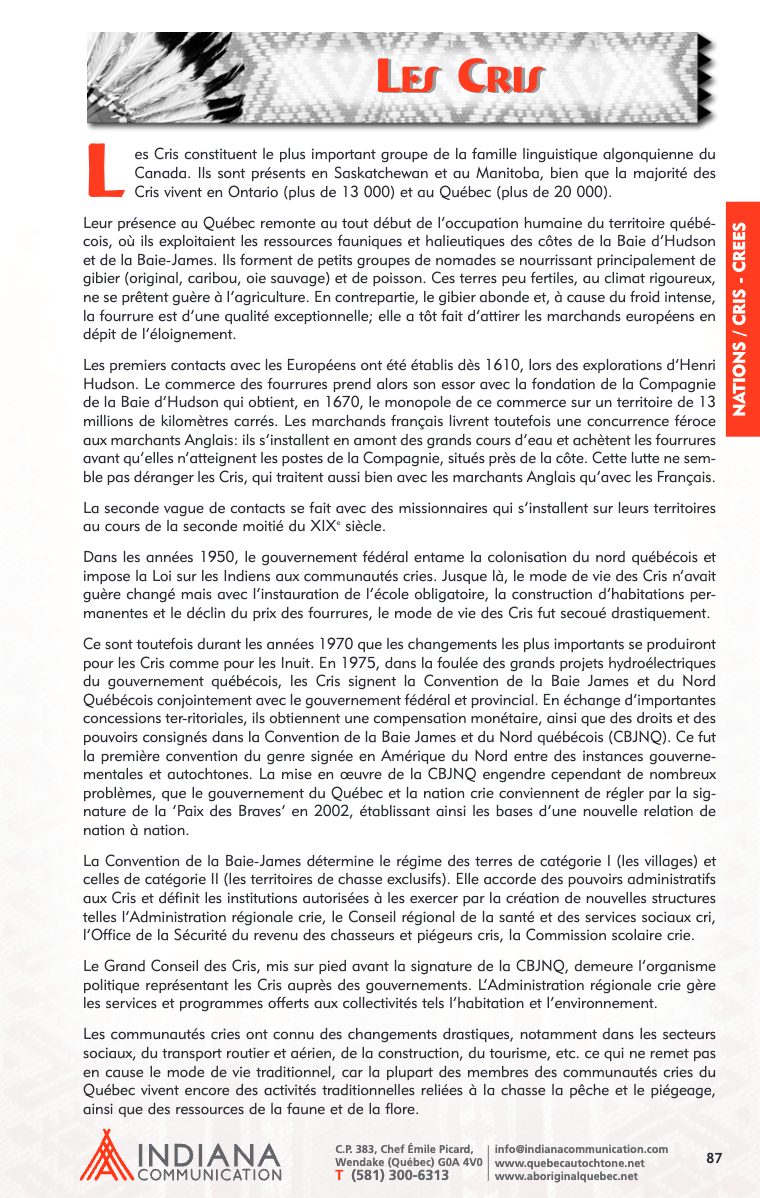 Les Cris
Les Cris constituent le plus important groupe de la famille linguistique algonquienne du
Canada. Ils sont présents en Saskatchewan et au Manitoba, bien que la majorité des
Cris vivent en Ontario (plus de 13 000) et au Québec (plus de 20 000).
Leur présence au Québec remonte au tout début de l'occupation humaine du territoire québé-
cois, où ils exploitaient les ressources fauniques et halieutiques des côtes de la Baie d'Hudson
et de la Baie-James. Ils forment de petits groupes de nomades se nourrissant principalement de
gibier (original, caribou, oie sauvage) et de poisson. Ces terres peu fertiles, au climat rigoureux,
ne se prêtent guère à l'agriculture. En contrepartie, le gibier abonde et, à cause du froid intense,
la fourrure est d'une qualité exceptionnelle; elle a tôt fait d'attirer les marchands européens en
dépit de l'éloignement.
Les premiers contacts avec les Européens ont été établis dès 1610, lors des explorations d'Henri
Hudson. Le commerce des fourrures prend alors son essor avec la fondation de la Compagnie
de la Baie d'Hudson qui obtient, en 1670, le monopole de ce commerce sur un territoire de 13
millions de kilomètres carrés. Les marchands français livrent toutefois une concurrence féroce
aux marchants Anglais: ils s'installent en amont des grands cours d'eau et achètent les fourrures
avant qu'elles n'atteignent les postes de la Compagnie, situés près de la côte. Cette lutte ne sem-
ble pas déranger les Cris, qui traitent aussi bien avec les marchants Anglais qu'avec les Français.
La seconde vague de contacts se fait avec des missionnaires qui s'installent sur leurs territoires
au cours de la seconde moitié du XIXe siècle.
Dans les années 1950, le gouvernement fédéral entame la colonisation du nord québécois et
impose la Loi sur les Indiens aux communautés cries. Jusque là, le mode de vie des Cris n'avait
guère changé mais avec l'instauration de l'école obligatoire, la construction d'habitations per-
manentes et le déclin du prix des fourrures, le mode de vie des Cris fut secoué drastiquement.
Ce sont toutefois durant les années 1970 que les changements les plus importants se produiront
pour les Cris comme pour les Inuit. En 1975, dans la foulée des grands projets hydroélectriques
du gouvernement québécois, les Cris signent la Convention de la Baie James et du Nord
Québécois conjointement avec le gouvernement fédéral et provincial. En échange d'importantes
concessions ter-ritoriales, ils obtiennent une compensation monétaire, ainsi que des droits et des
pouvoirs consignés dans la Convention de la Baie James et du Nord québécois (CBJNQ). Ce fut
la première convention du genre signée en Amérique du Nord entre des instances gouverne-
mentales et autochtones. La mise en œuvre de la CBJNQ engendre cependant de nombreux
problèmes, que le gouvernement du Québec et la nation crie conviennent de régler par la sig-
nature de la 'Paix des Braves' en 2002, établissant ainsi les bases d'une nouvelle relation de
nation à nation.
La Convention de la Baie-James détermine le régime des terres de catégorie I (les villages) et
celles de catégorie II (les territoires de chasse exclusifs). Elle accorde des pouvoirs administratifs
aux Cris et définit les institutions autorisées à les exercer par la création de nouvelles structures
telles l'Administration régionale crie, le Conseil régional de la santé et des services sociaux cri,
l'Office de la Sécurité du revenu des chasseurs et piégeurs cris, la Commission scolaire crie.
Le Grand Conseil des Cris, mis sur pied avant la signature de la CBJNQ, demeure l'organisme
politique représentant les Cris auprès des gouvernements. L'Administration régionale crie gère
les services et programmes offerts aux collectivités tels l'habitation et l'environnement.
Les communautés cries ont connu des changements drastiques, notamment dans les secteurs
sociaux, du transport routier et aérien, de la construction, du tourisme, etc. ce qui ne remet pas
en cause le mode de vie traditionnel, car la plupart des membres des communautés cries du
Québec vivent encore des activités traditionnelles reliées à la chasse la pêche et le piégeage,
ainsi que des ressources de la faune et de la flore.
NATIONS / CRIS - CREES
INDIANA
COMMUNICATION
C.P. 383, Chef Émile Picard,
Wendake (Québec) G0A 4V0
T (581) 300-6313
info@indianacommunication.com
www.quebecautochtone.net
www.aboriginalquebec.net
87